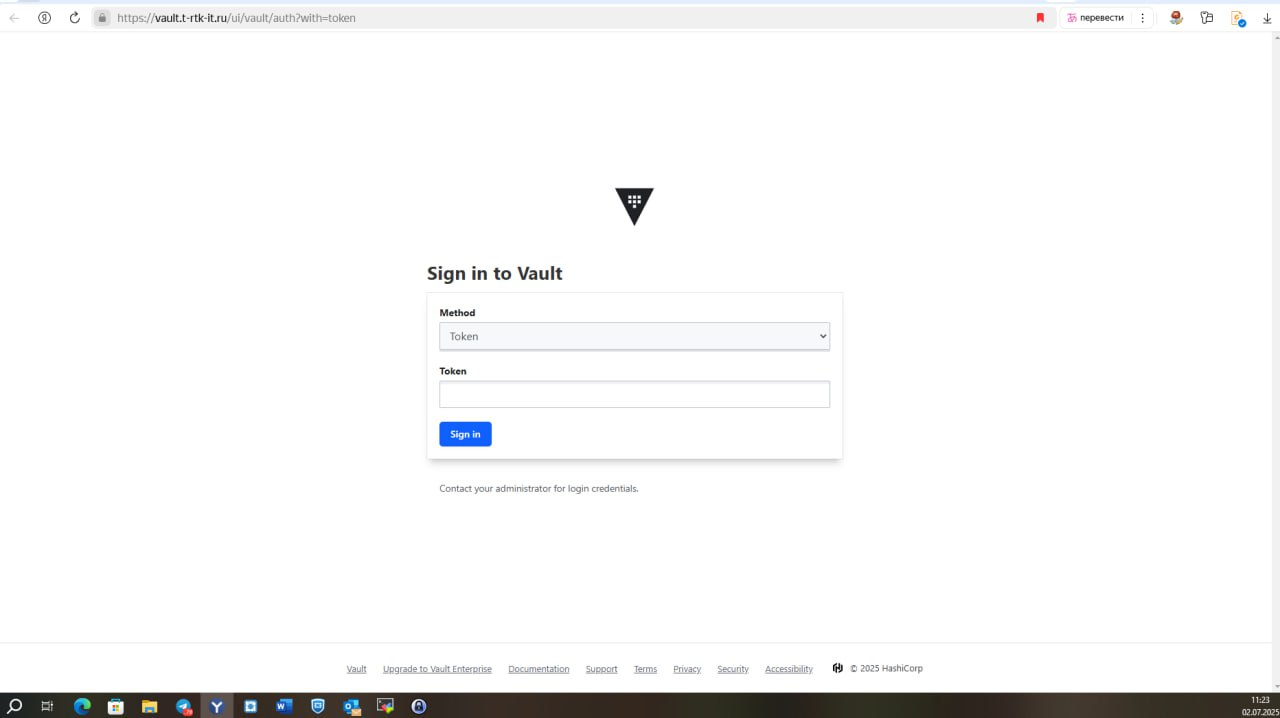 https://vault.t-rtk-it.ru/ui/vault/auth?with=token
перевести
Sign in to Vault
Method
Token
Token
Sign in
Contact your administrator for login credentials.
Vault Upgrade to Vault Enterprise Documentation Support Terms Privacy Security Accessibility © 2025 HashiCorp
11:23
02.07.2025